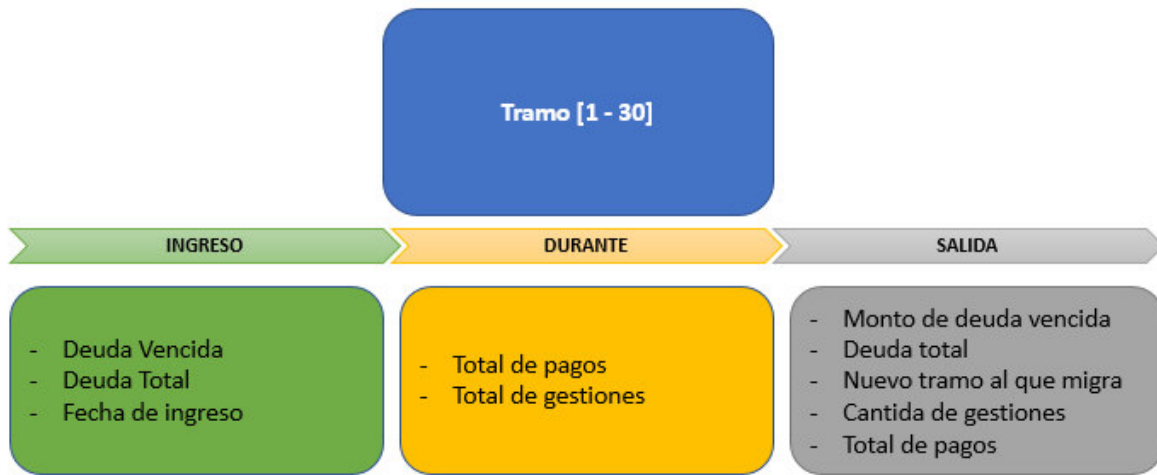 Tramo [1 - 30]
INGRESO
DURANTE
SALIDA
- Deuda Vencida
- Deuda Total
- Fecha de ingreso
- Total de pagos
- Total de gestiones
- Monto de deuda vencida
- Deuda total
- Nuevo tramo al que migra
- Cantida de gestiones
- Total de pagos